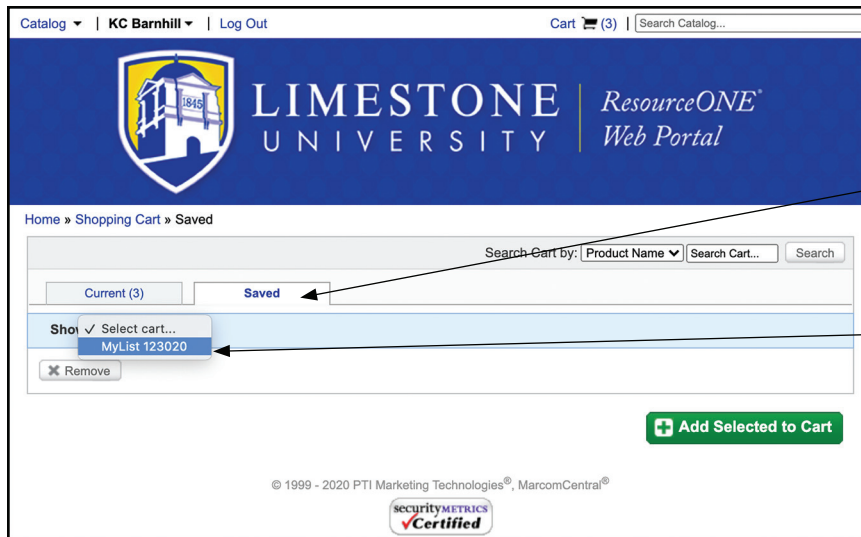 Catalog | KC Barnhill | Log Out Cart (3) | Search Catalog...
1845
LIMESTONE
UNIVERSITY
ResourceONE®
Web Portal
Home » Shopping Cart » Saved
Search Cart by: Product Name Search Cart... Search
Current (3) Saved
Show ✓ Select cart...
MyList 123020
Remove
Add Selected to Cart
© 1999 - 2020 PTI Marketing Technologies®, MarcomCentral®
securityMETRICS
Certified